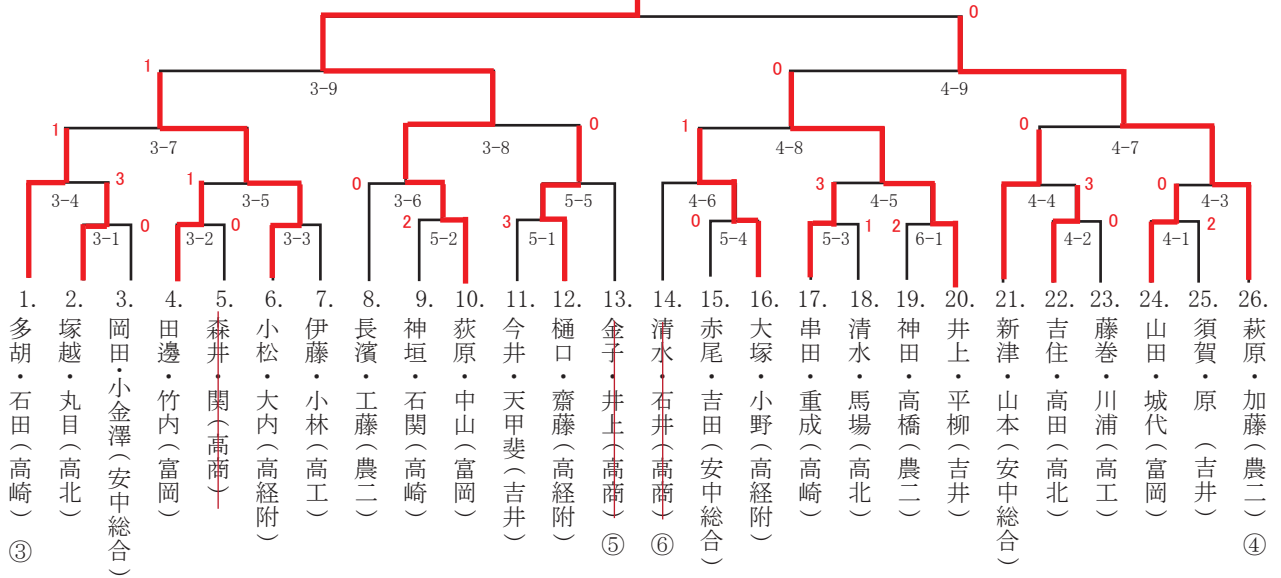 0
1
0
3-9
4-9
1
0
1
0
3-7
3-8
4-8
4-7
3
1
0
3
3
0
3-4
3-5
3-6
5-5
4-6
4-5
4-4
4-3
0
0
2
3
0
1
2
0
2
3-1
3-2
3-3
5-2
5-1
5-4
5-3
6-1
4-2
4-1
1. 多胡・石田(高崎) ③
2. 塚越・丸目(高北)
3. 岡田・小金澤(安中総合)
4. 田邊・竹内(富岡)
5. 森井・関(高商)
6. 小松・大内(高経附)
7. 伊藤・小林(高工)
8. 長濱・工藤(農二)
9. 神垣・石関(高崎)
10. 荻原・中山(富岡)
11. 今井・天甲斐(吉井)
12. 樋口・齋藤(高経附)
13. 金子・井上(高商) ⑤
14. 清水・石井(高商) ⑥
15. 赤尾・吉田(安中総合)
16. 大塚・小野(高経附)
17. 串田・重成(高崎)
18. 清水・馬場(高北)
19. 神田・高橋(農二)
20. 井上・平柳(吉井)
21. 新津・山本(安中総合)
22. 吉住・高田(高北)
23. 藤巻・川浦(高工)
24. 山田・城代(富岡)
25. 須賀・原 (吉井)
26. 萩原・加藤(農二) ④